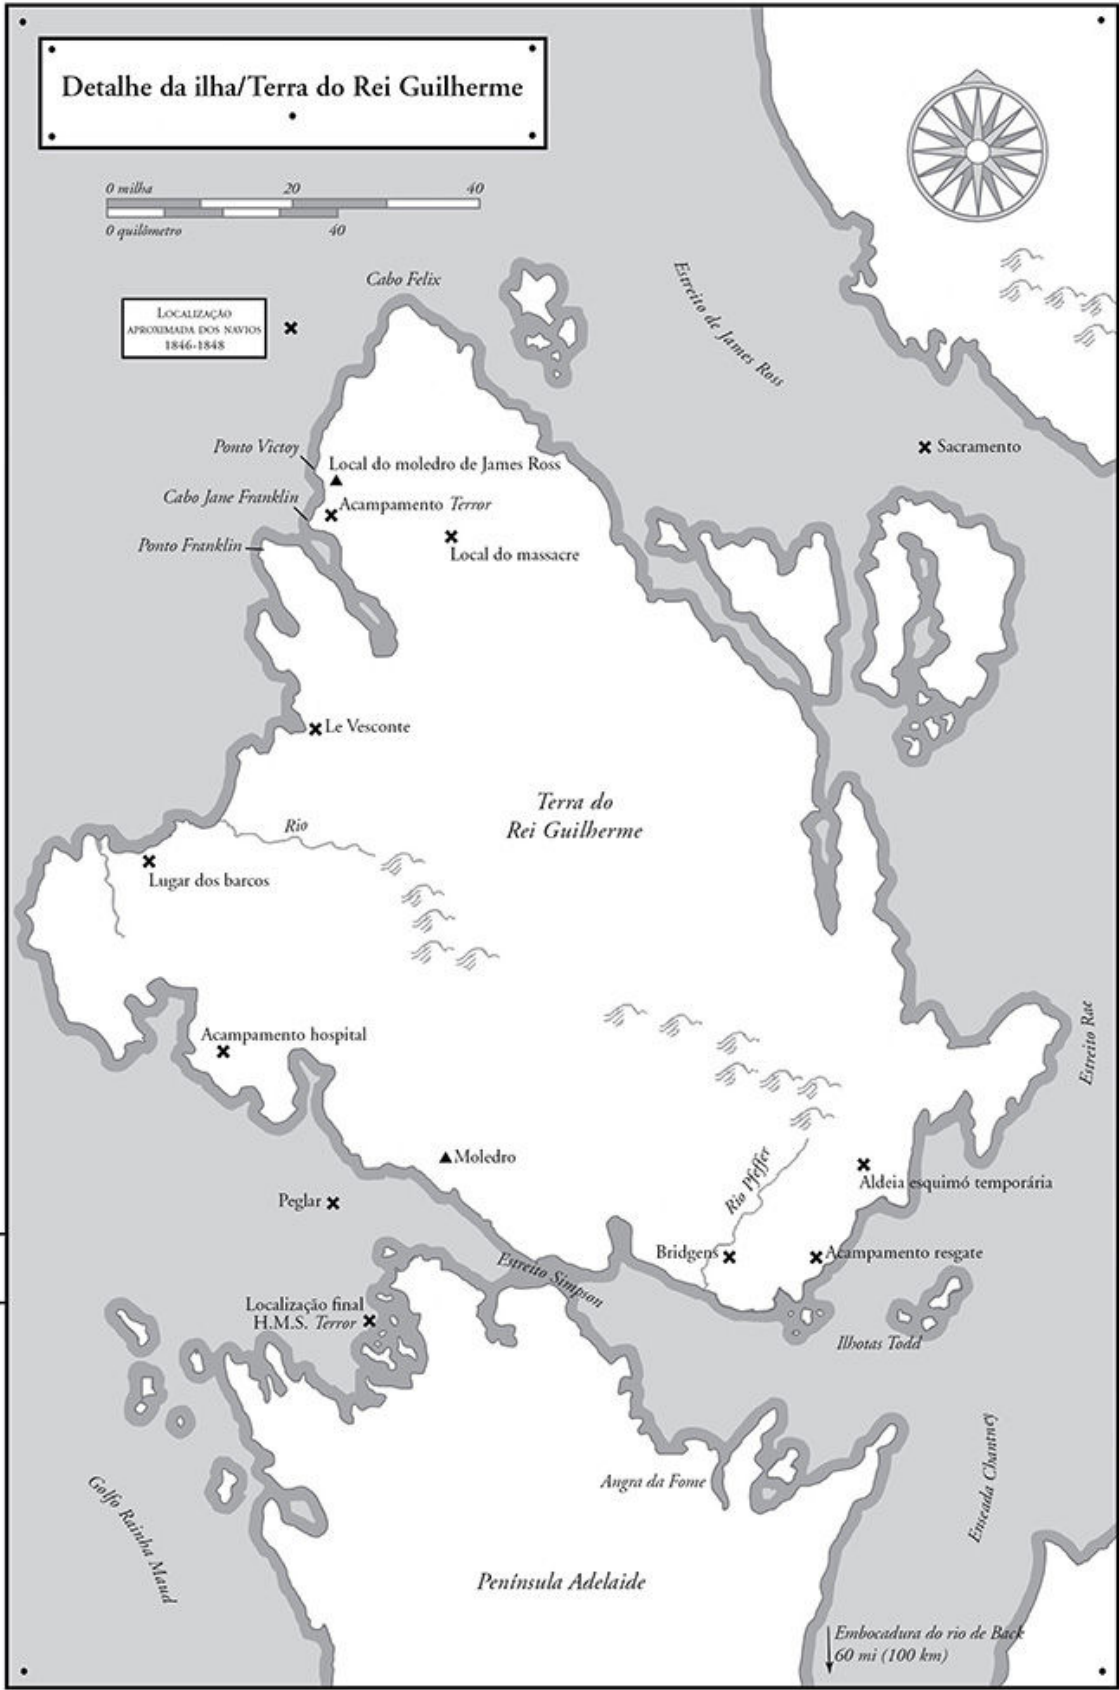 Detalhe da ilha/Terra do Rei Guilherme
0 milha 20 40
0 quilômetro 40
Cabo Felix
LOCALIZAÇÃO
APROXIMADA DOS NAVIOS
1846-1848
Estreito de James Ross
Ponto Victoy
Local do moledro de James Ross
Sacramento
Cabo Jane Franklin
Acampamento Terror
Ponto Franklin
Local do massacre
Le Vesconte
Terra do
Rei Guilherme
Rio
Lugar dos barcos
Acampamento hospital
Estreito Rae
Moledro
Rio Pfeffer
Aldeia esquimó temporária
Peglar
Bridgens
Acampamento resgate
Estreito Simpson
Localização final
H.M.S. Terror
Ilhotas Todd
Angra da Fome
Enseada Chantney
Golfo Rainha Maud
Península Adelaide
Embocadura do rio de Back
60 mi (100 km)